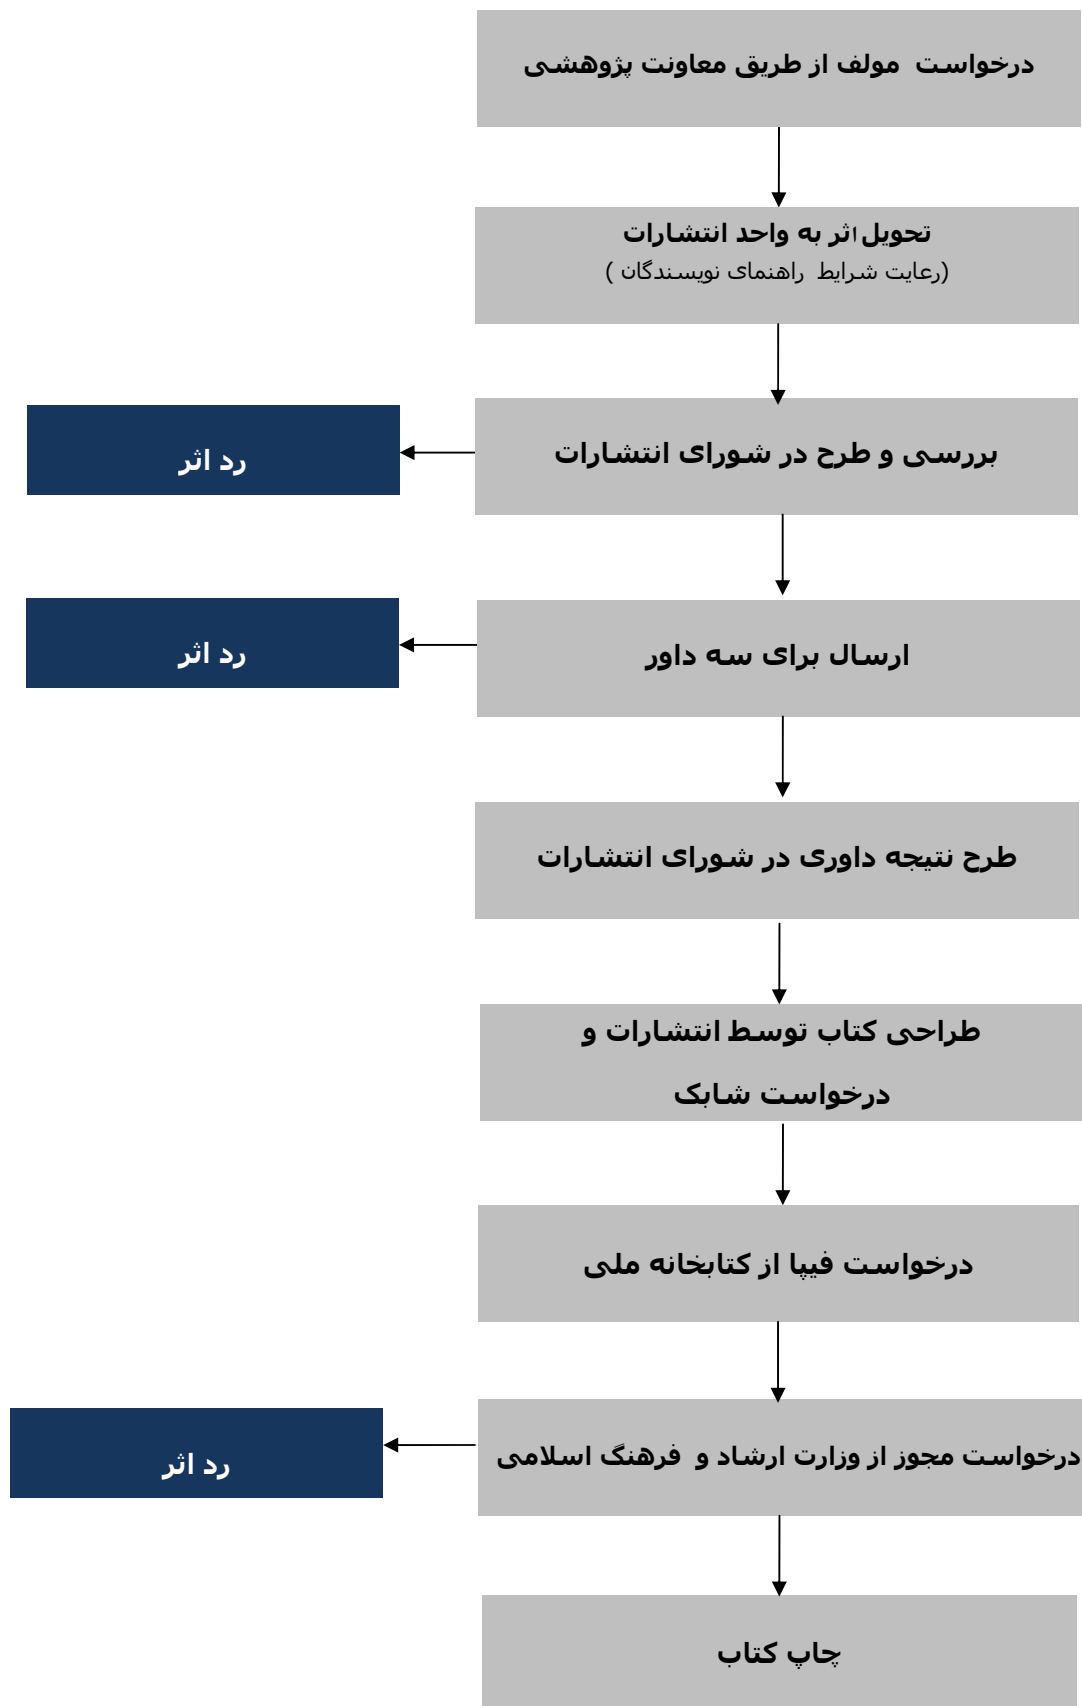 درخواست مولف از طریق معاونت پژوهشی
تحویل اثر به واحد انتشارات
(رعایت شرایط راهنمای نویسندگان )
بررسی و طرح در شورای انتشارات
رد اثر
ارسال برای سه داور
رد اثر
طرح نتیجه داوری در شورای انتشارات
طراحی کتاب توسط انتشارات و
درخواست شابک
درخواست فیپا از کتابخانه ملی
درخواست مجوز از وزارت ارشاد و فرهنگ اسلامی
رد اثر
چاپ کتاب